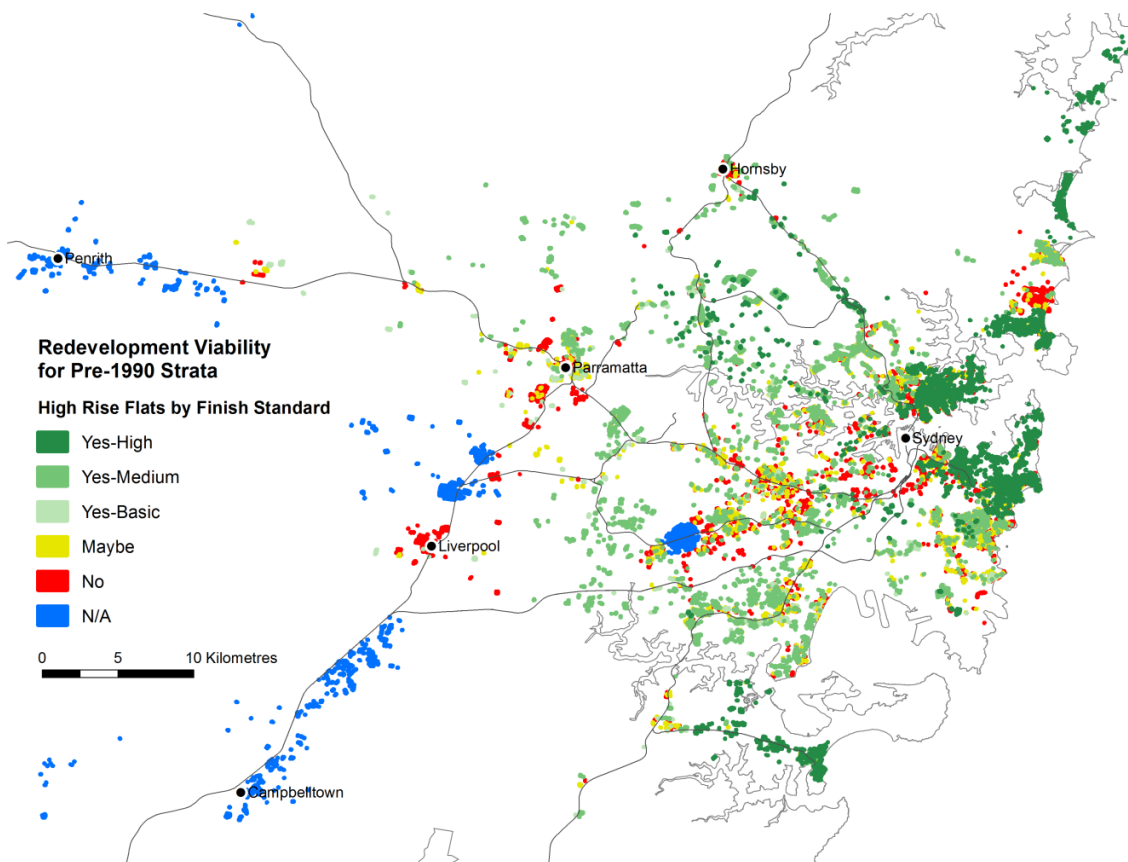 Hornsby
Penrith
Redevelopment Viability
for Pre-1990 Strata
Parramatta
High Rise Flats by Finish Standard
Yes-High
Sydney
Yes-Medium
Yes-Basic
Maybe
Liverpool
No
N/A
0 5 10 Kilometres
Campbelltown